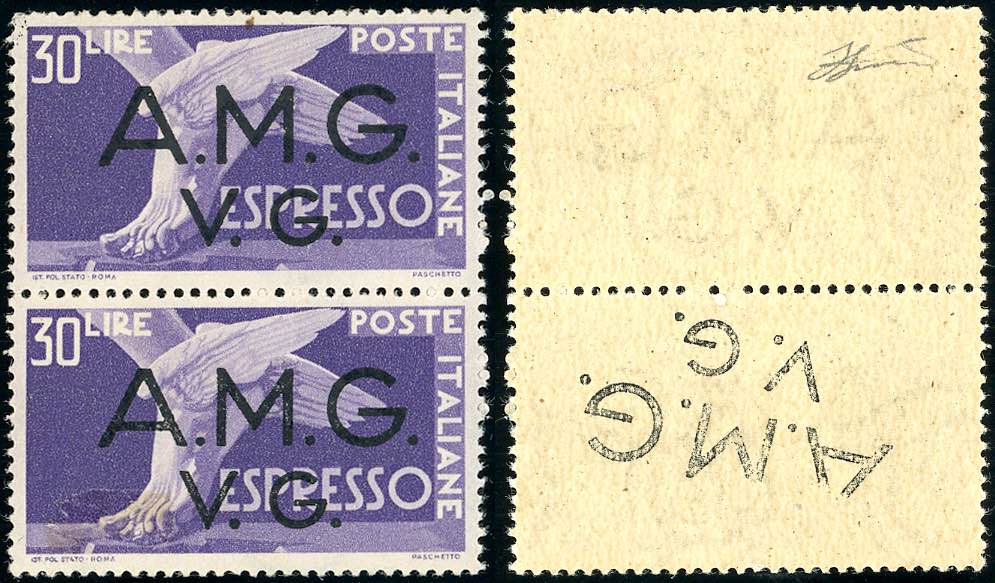 30 LIRE POSTE ITALIANE
A.M.G.
V.G.
ESPRESSO
IST. POL. STATO - ROMA PASCHETTO
30 LIRE POSTE ITALIANE
A.M.G.
V.G.
ESPRESSO
IST. POL. STATO - ROMA PASCHETTO
A.M.G.
V.G.
A.M.G.
V.G.